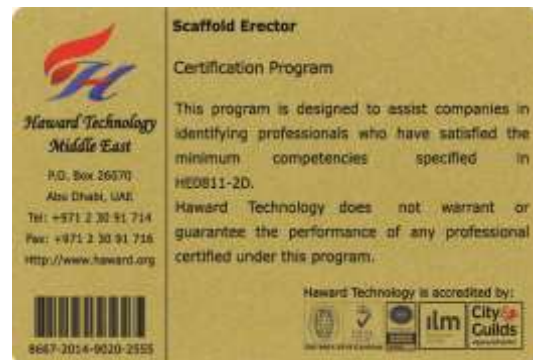 Haward Technology
Middle East
P.O. Box 26070
Abu Dhabi, UAE
Tel: +971 2 30 91 714
Fax: +971 2 30 91 716
Http://www.haward.org
8667-2014-9020-2555
Scaffold Erector
Certification Program
This program is designed to assist companies in
identifying professionals who have satisfied the
minimum competencies specified in
HE0811-2D.
Haward Technology does not warrant or
guarantee the performance of any professional
certified under this program.
Haward Technology is accredited by:
ilm
City &
Guilds